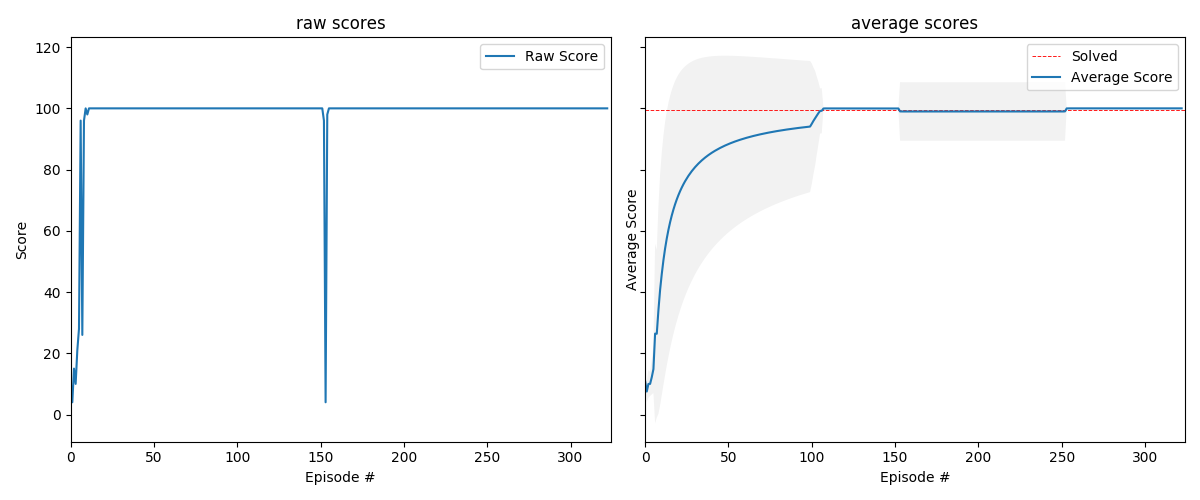 raw scores
Score
120
100
80
60
40
20
0
Raw Score
0 50 100 150 200 250 300
Episode #
average scores
Average Score
Solved
Average Score
0 50 100 150 200 250 300
Episode #